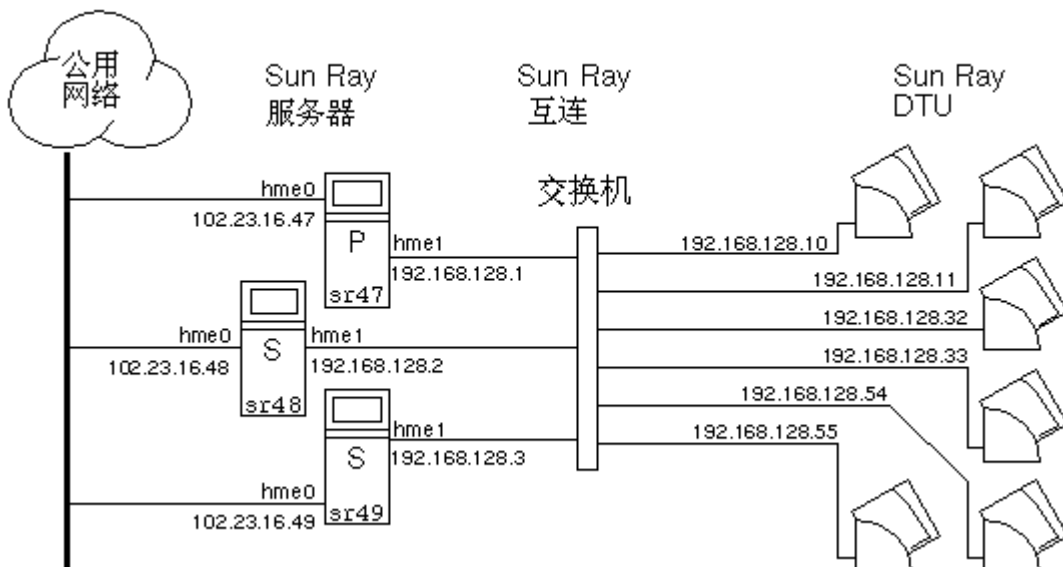 公用
网络
Sun Ray
服务器
Sun Ray
互连
Sun Ray
DTU
交换机
hme0
102.23.16.47
P
sr47
hme1
192.168.128.1
hme0
102.23.16.48
S
sr48
hme1
192.168.128.2
hme0
102.23.16.49
S
sr49
hme1
192.168.128.3
192.168.128.10
192.168.128.11
192.168.128.32
192.168.128.33
192.168.128.54
192.168.128.55